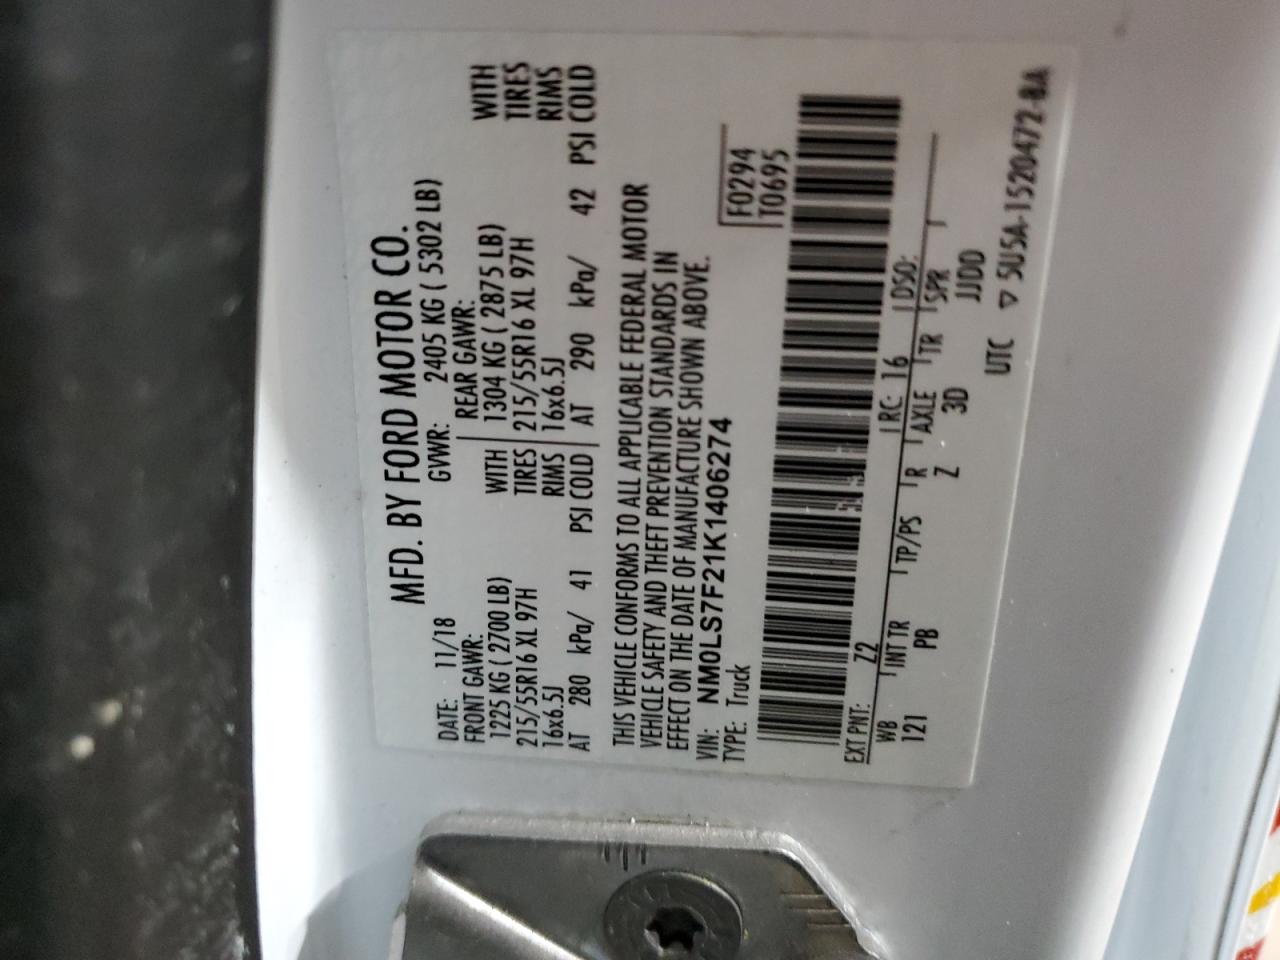 MFD. BY FORD MOTOR CO.
DATE: 11/18 GVWR: 2405 KG ( 5302 LB)
FRONT GAWR: REAR GAWR:
1225 KG ( 2700 LB) WITH 1304 KG ( 2875 LB) WITH
215/55R16 XL 97H TIRES 215/55R16 XL 97H TIRES
16x6.5J RIMS 16x6.5J RIMS
AT 280 kPa/ 41 PSI COLD AT 290 kPa/ 42 PSI COLD
THIS VEHICLE CONFORMS TO ALL APPLICABLE FEDERAL MOTOR
VEHICLE SAFETY AND THEFT PREVENTION STANDARDS IN
EFFECT ON THE DATE OF MANUFACTURE SHOWN ABOVE.
VIN: NM0LS7F21K1406274
TYPE: Truck
F0294
T0695
EXT PNT: Z2 RC: 16 DSO:
WB INT TR TP/PS R AXLE TR SPR
121 PB Z 3D JJDD
UTC ▽ 5U5A-1520472-BA